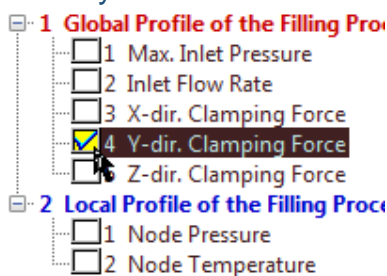 1 Global Profile of the Filling Proc
1 Max. Inlet Pressure
2 Inlet Flow Rate
3 X-dir. Clamping Force
4 Y-dir. Clamping Force
Z-dir. Clamping Force
2 Local Profile of the Filling Proce
1 Node Pressure
2 Node Temperature